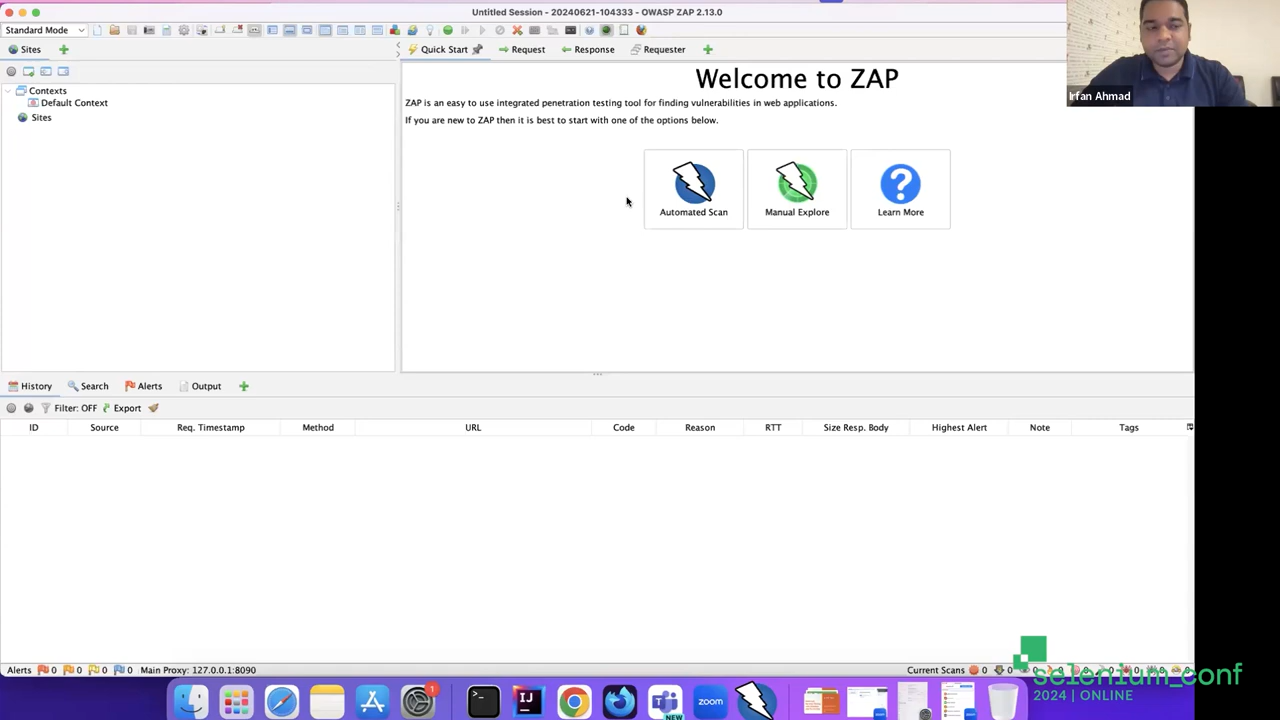 Untitled Session - 20240621-104333 - OWASP ZAP 2.13.0
Standard Mode
Sites
Quick Start
Request
Response
Requester
Irfan Ahmad
Contexts
Default Context
Sites
Welcome to ZAP
ZAP is an easy to use integrated penetration testing tool for finding vulnerabilities in web applications.
If you are new to ZAP then it is best to start with one of the options below.
Automated Scan
Manual Explore
Learn More
History
Search
Alerts
Output
Filter: OFF
Export
ID
Source
Req. Timestamp
Method
URL
Code
Reason
RTT
Size Resp. Body
Highest Alert
Note
Tags
Alerts
0
0
0
0
Main Proxy: 127.0.0.1:8090
Current Scans
0
selenium_conf
2024 | ONLINE
1
NEW
zoom